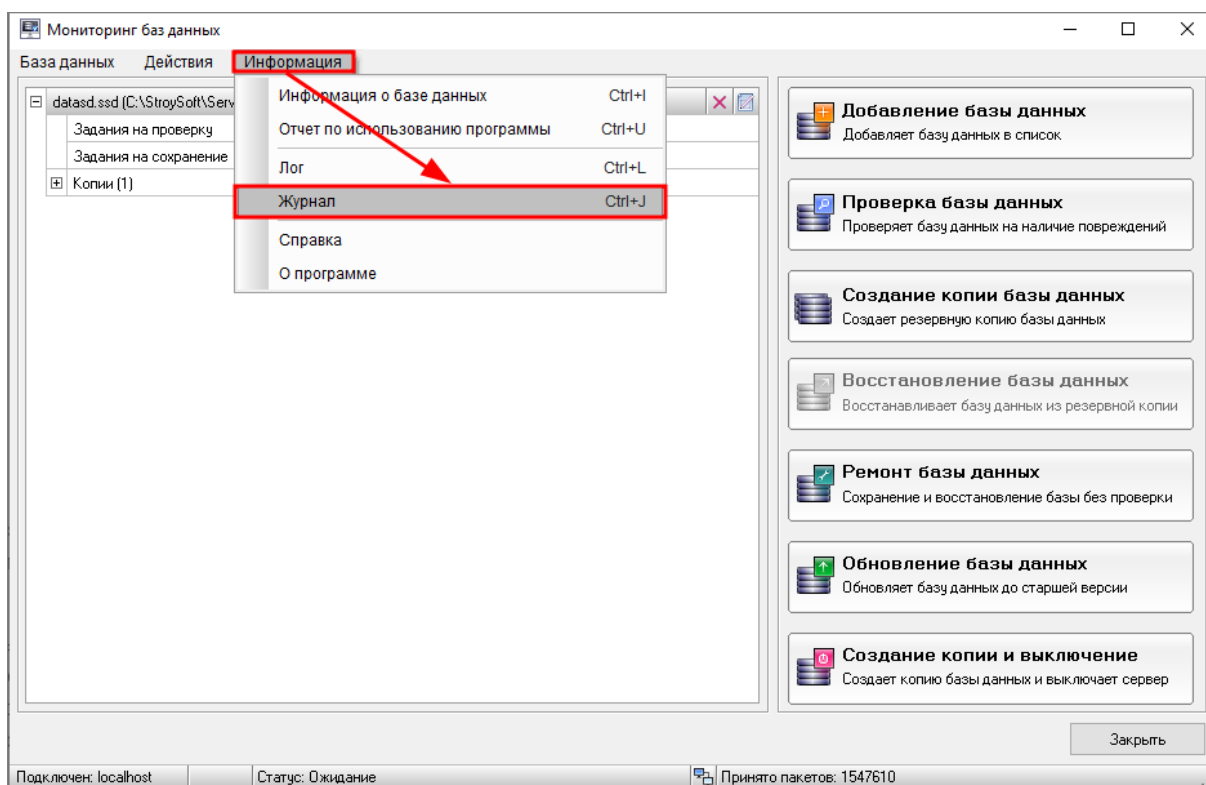 Мониторинг баз данных
База данных Действия Информация
datasd.ssd (C:\StroySoft\Serv
Задания на проверку
Задания на сохранение
Копии (1)
Информация о базе данных Ctrl+I
Отчет по использованию программы Ctrl+U
Лог Ctrl+L
Журнал Ctrl+J
Справка
О программе
Добавление базы данных
Добавляет базу данных в список
Проверка базы данных
Проверяет базу данных на наличие повреждений
Создание копии базы данных
Создает резервную копию базы данных
Восстановление базы данных
Восстанавливает базу данных из резервной копии
Ремонт базы данных
Сохранение и восстановление базы без проверки
Обновление базы данных
Обновляет базу данных до старшей версии
Создание копии и выключение
Создает копию базы данных и выключает сервер
Закрыть
Подключен: localhost Статус: Ожидание Принято пакетов: 1547610